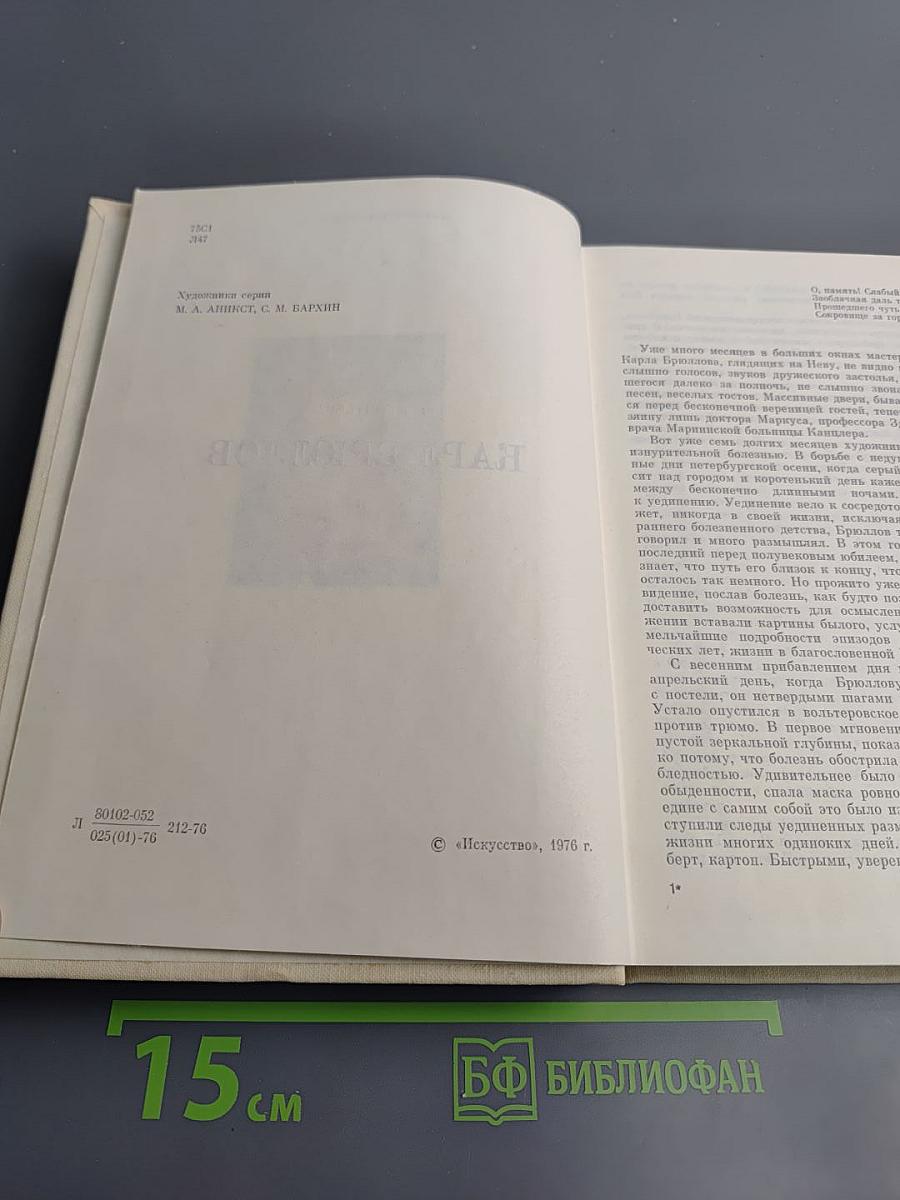 75С1
Л47
Художники серии
М. А. АНИКСТ, С. М. БАРХИН
КАРЛ БРЮЛЛОВ
Л 80102-052 212-76
025(01)-76
© «Искусство», 1976 г.
О, память! Слабый
Заоблачная даль т
Прошедшего чуть
Сокровище за гор
Уже много месяцев в больших окнах мастер
Карла Брюллова, глядящих на Неву, не видно
слышно голосов, звуков дружеского застолья,
шегося далеко за полночь, не слышно звона
песен, веселых тостов. Массивные двери, быва
ся перед бесконечной вереницей гостей, тепе
лишь доктора Маркуса, профессора
врача Мариинской больницы Канцлера.
Вот уже семь долгих месяцев художник
изнурительной болезнью. В борьбе с неду
ные дни петербургской осени, когда серый
сит над городом и коротенький день каже
между бесконечно длинными ночами.
к уединению. Уединение вело к сосредото
жет, никогда в своей жизни, исключая
раннего болезненного детства, Брюллов т
говорил и много размышлял. В этом го
последний перед полувековым юбилеем,
знает, что путь его близок к концу, что
осталось так немного. Но прожито уже
видение, послав болезнь, как будто по
доставить возможность для осмыслен
жении вставали картины былого, услу
мельчайшие подробности эпизодов
ческих лет, жизни в благословенной
С весенним прибавлением дня
апрельский день, когда Брюллову
с постели, он нетвердыми шагами
Устало опустился в вольтеровское
против трюмо. В первое мгновени
пустой зеркальной глубины, показ
ко потому, что болезнь обострила
бледностью. Удивительнее было
обыденности, спала маска ровно
едине с самим собой это было из
ступили следы уединенных разм
жизни многих одиноких дней.
берт, картон. Быстрыми, уверен
1*
15 см
БФ БИБЛИОФАН